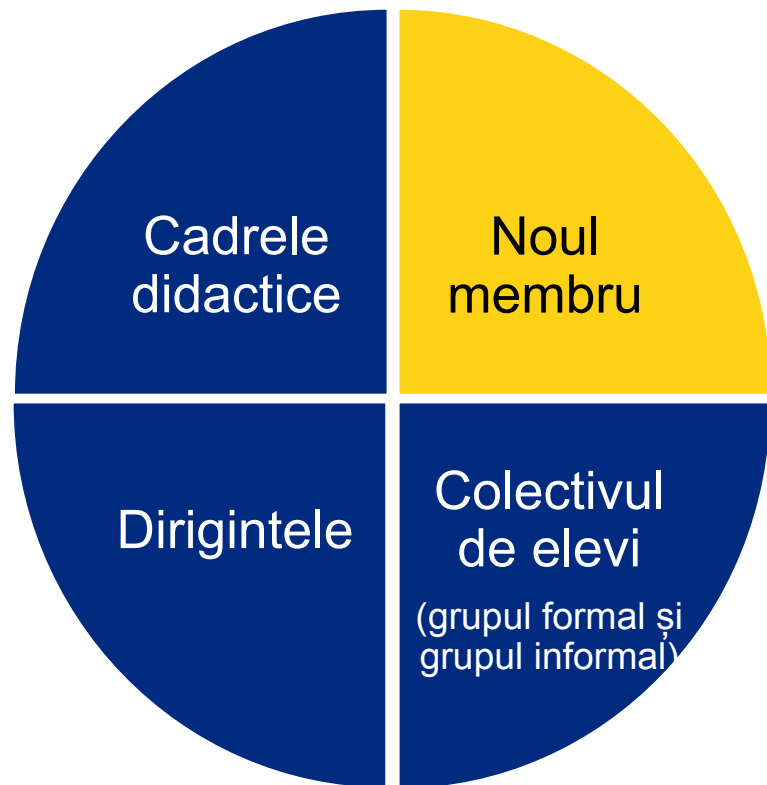 Cadrele
didactice
Noul
membru
Dirigintele
Colectivul
de elevi
(grupul formal și
grupul informal)